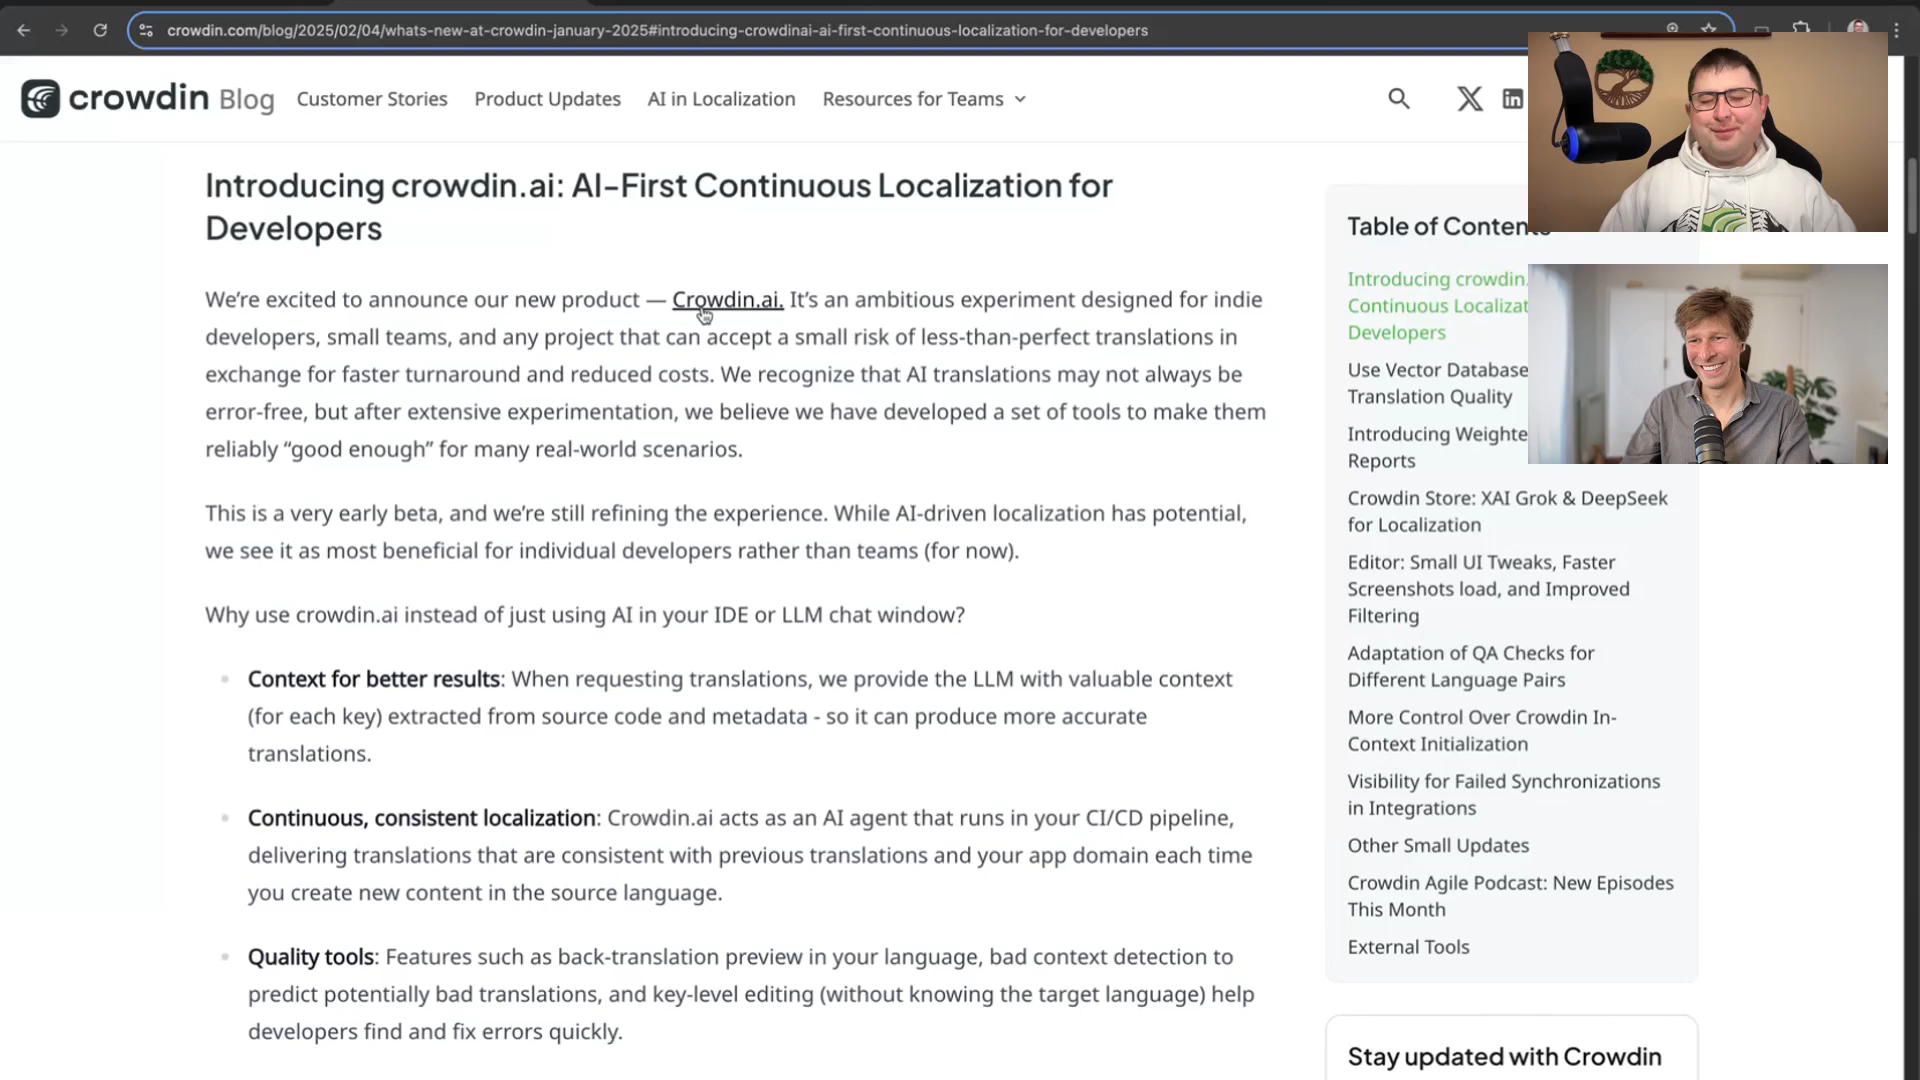 crowdin.com/blog/2025/02/04/whats-new-at-crowdin-january-2025#introducing-crowdinai-ai-first-continuous-localization-for-developers
crowdin Blog
Customer Stories
Product Updates
AI in Localization
Resources for Teams
Introducing crowdin.ai: AI-First Continuous Localization for
Developers
We’re excited to announce our new product — Crowdin.ai. It’s an ambitious experiment designed for indie
developers, small teams, and any project that can accept a small risk of less-than-perfect translations in
exchange for faster turnaround and reduced costs. We recognize that AI translations may not always be
error-free, but after extensive experimentation, we believe we have developed a set of tools to make them
reliably “good enough” for many real-world scenarios.
This is a very early beta, and we’re still refining the experience. While AI-driven localization has potential,
we see it as most beneficial for individual developers rather than teams (for now).
Why use crowdin.ai instead of just using AI in your IDE or LLM chat window?
Context for better results: When requesting translations, we provide the LLM with valuable context
(for each key) extracted from source code and metadata - so it can produce more accurate
translations.
Continuous, consistent localization: Crowdin.ai acts as an AI agent that runs in your CI/CD pipeline,
delivering translations that are consistent with previous translations and your app domain each time
you create new content in the source language.
Quality tools: Features such as back-translation preview in your language, bad context detection to
predict potentially bad translations, and key-level editing (without knowing the target language) help
developers find and fix errors quickly.
Table of Contents
Introducing crowdin.
Continuous Localizat
Developers
Use Vector Database
Translation Quality
Introducing Weighte
Reports
Crowdin Store: XAI Grok & DeepSeek
for Localization
Editor: Small UI Tweaks, Faster
Screenshots load, and Improved
Filtering
Adaptation of QA Checks for
Different Language Pairs
More Control Over Crowdin In-
Context Initialization
Visibility for Failed Synchronizations
in Integrations
Other Small Updates
Crowdin Agile Podcast: New Episodes
This Month
External Tools
Stay updated with Crowdin